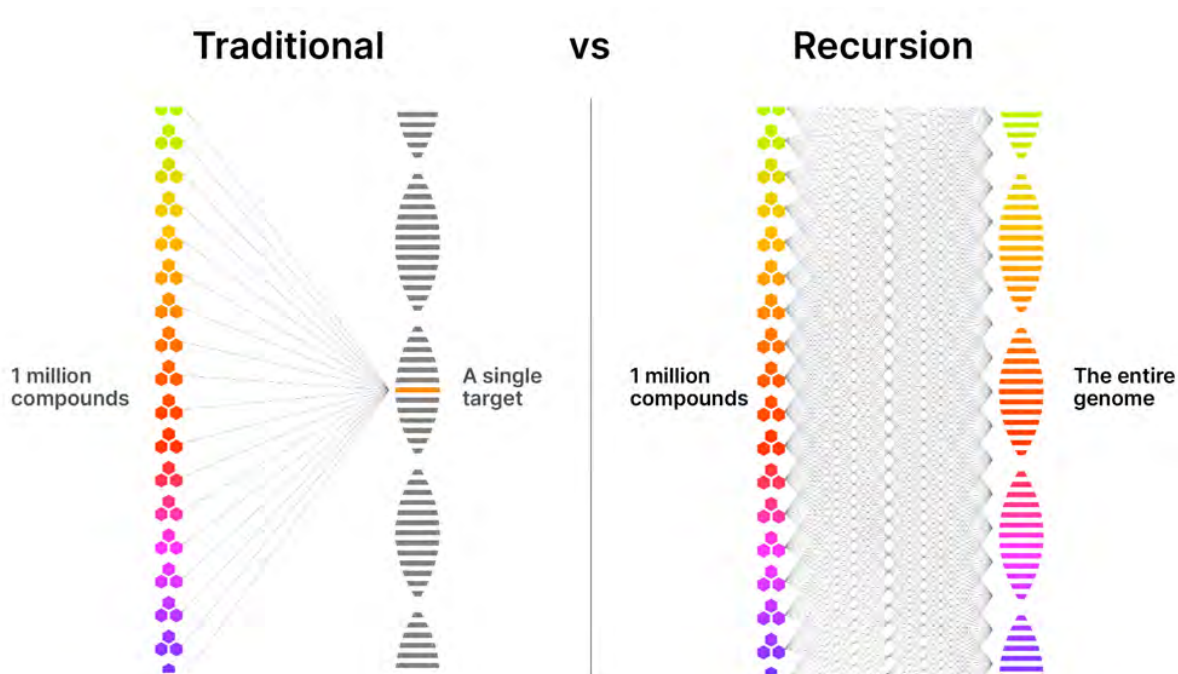 Traditional
vs
Recursion
1 million
compounds
A single
target
1 million
compounds
The entire
genome